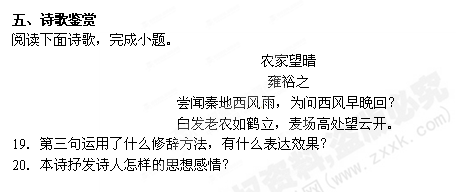 五、诗歌鉴赏
阅读下面诗歌，完成小题。
农家望晴
雍裕之
尝闻秦地西风雨，为问西风早晚回？
白发老农如鹤立，麦场高处望云开。
19. 第三句运用了什么修辞方法，有什么表达效果？
20. 本诗抒发诗人怎样的思想感情？